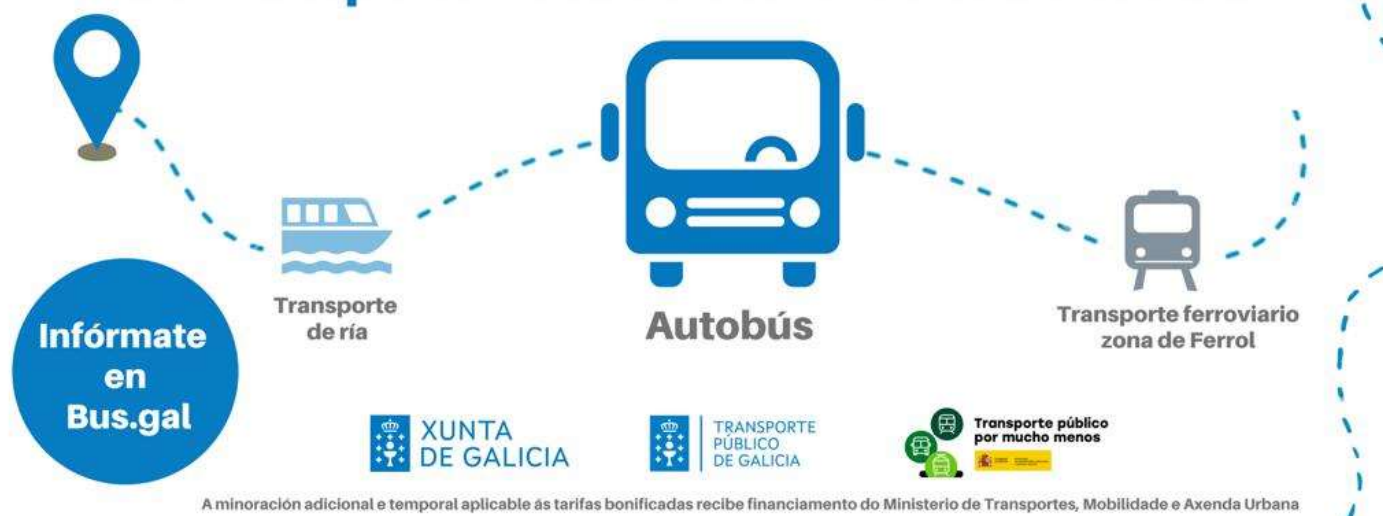 Transporte
de ría
Autobús
Transporte ferroviario
zona de Ferrol
Infórmate
en
Bus.gal
XUNTA
DE GALICIA
TRANSPORTE
PÚBLICO
DE GALICIA
Transporte público
por mucho menos
A minoración adicional e temporal aplicable ás tarifas bonificadas recibe financiamento do Ministerio de Transportes, Mobilidade e Axenda Urbana